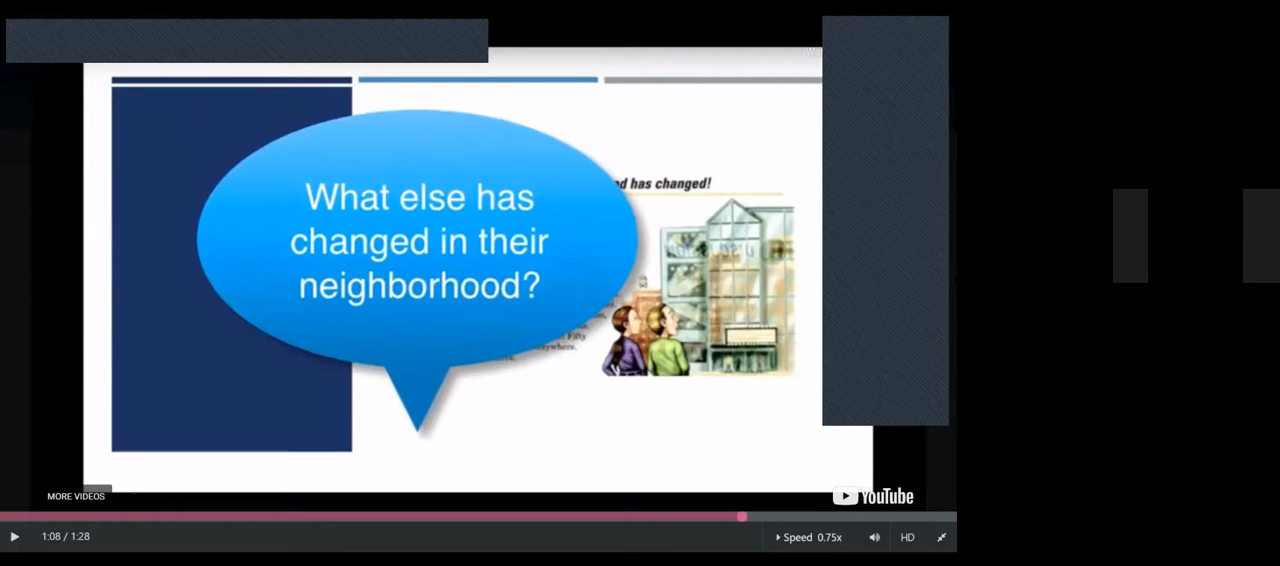 What else has
changed in their
neighborhood?
has changed!
Fifty
MORE VIDEOS
YouTube
1:08 / 1:28
Speed 0.75x
HD